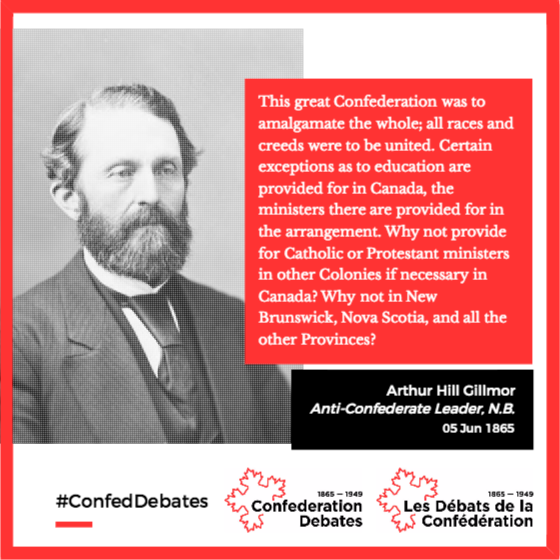 This great Confederation was to
amalgamate the whole; all races and
creeds were to be united. Certain
exceptions as to education are
provided for in Canada, the
ministers there are provided for in
the arrangement. Why not provide
for Catholic or Protestant ministers
in other Colonies if necessary in
Canada? Why not in New
Brunswick, Nova Scotia, and all the
other Provinces?
Arthur Hill Gillmor
Anti-Confederate Leader, N.B.
05 Jun 1865
#ConfedDebates
1865 — 1949
Confederation
Debates
1865 — 1949
Les Débats de la
Confédération